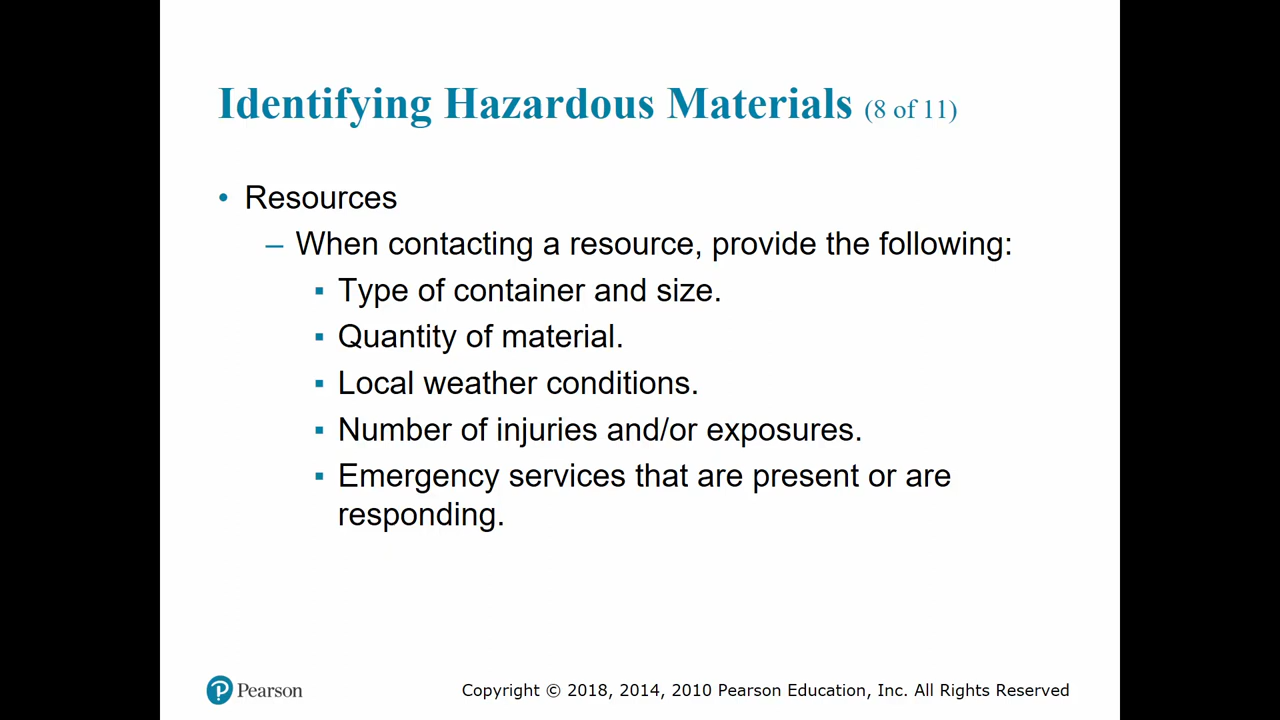 Identifying Hazardous Materials (8 of 11)
• Resources
– When contacting a resource, provide the following:
▪ Type of container and size.
▪ Quantity of material.
▪ Local weather conditions.
▪ Number of injuries and/or exposures.
▪ Emergency services that are present or are
responding.
P Pearson
Copyright © 2018, 2014, 2010 Pearson Education, Inc. All Rights Reserved